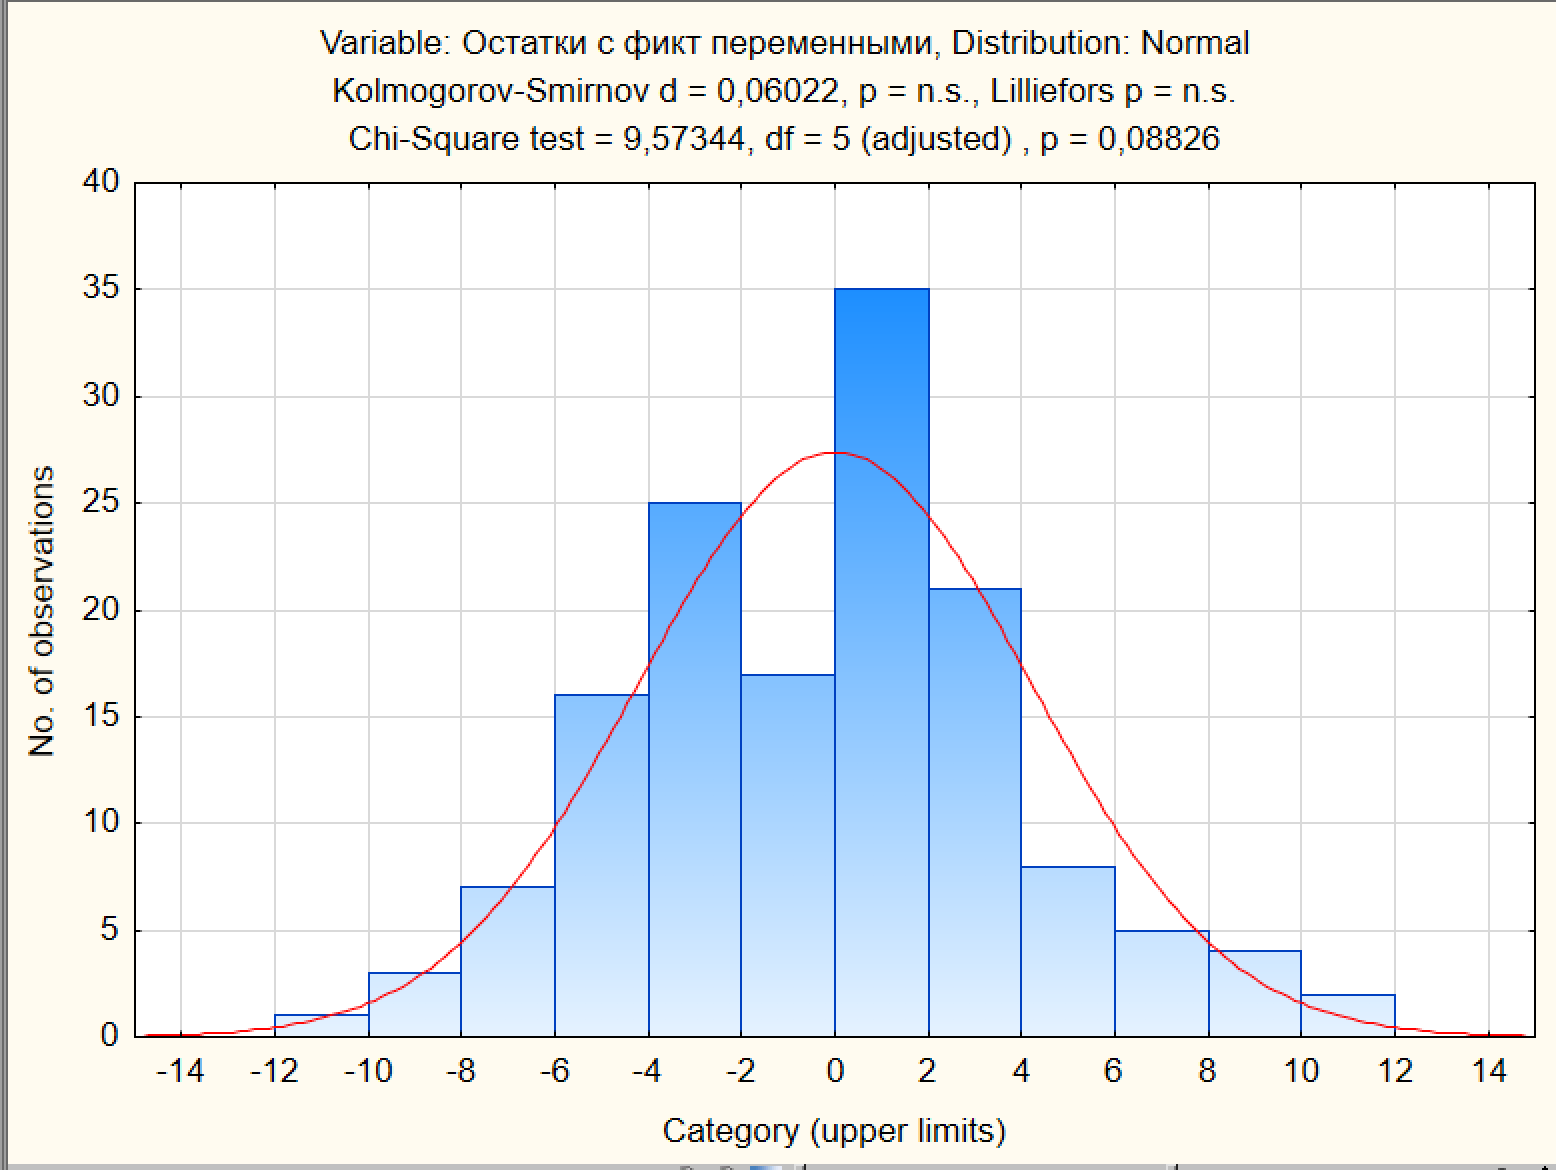 Variable: Остатки с фикт переменными, Distribution: Normal
Kolmogorov-Smirnov d = 0,06022, p = n.s., Lilliefors p = n.s.
Chi-Square test = 9,57344, df = 5 (adjusted) , p = 0,08826
40
35
30
25
20
15
10
5
0
No. of observations
-14 -12 -10 -8 -6 -4 -2 0 2 4 6 8 10 12 14
Category (upper limits)